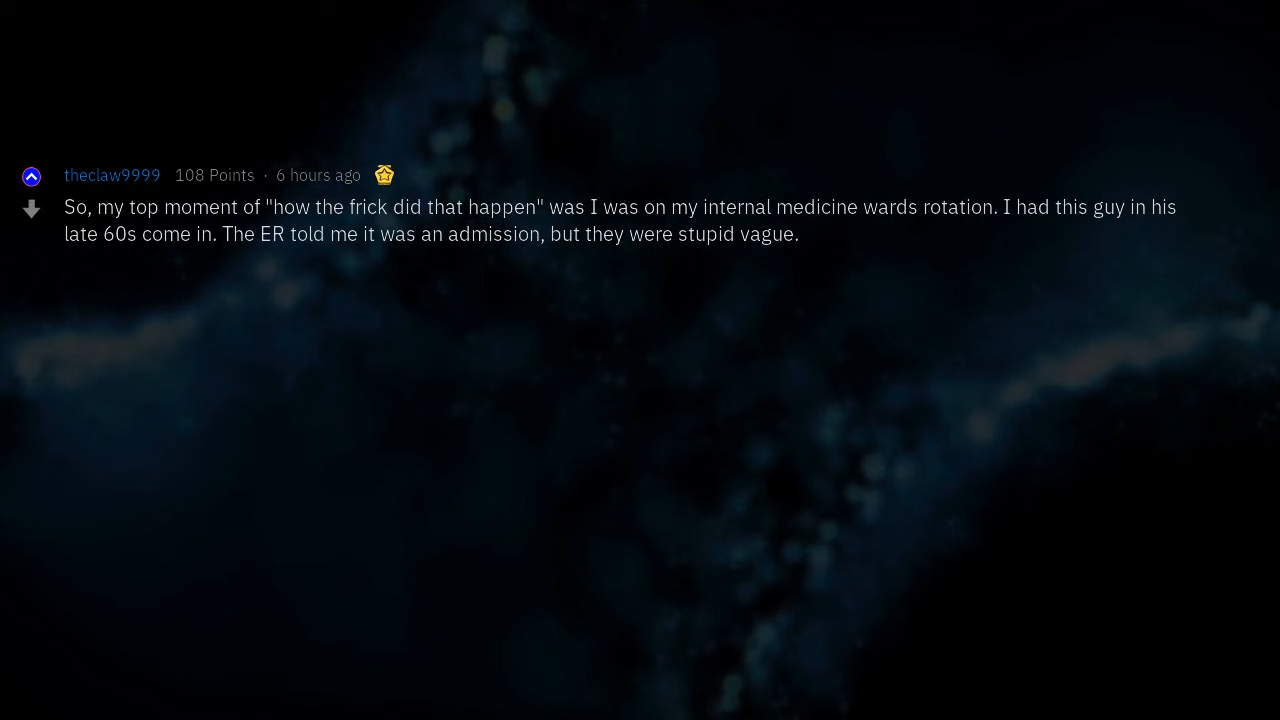 theclaw9999 108 Points · 6 hours ago
So, my top moment of "how the frick did that happen" was I was on my internal medicine wards rotation. I had this guy in his
late 60s come in. The ER told me it was an admission, but they were stupid vague.